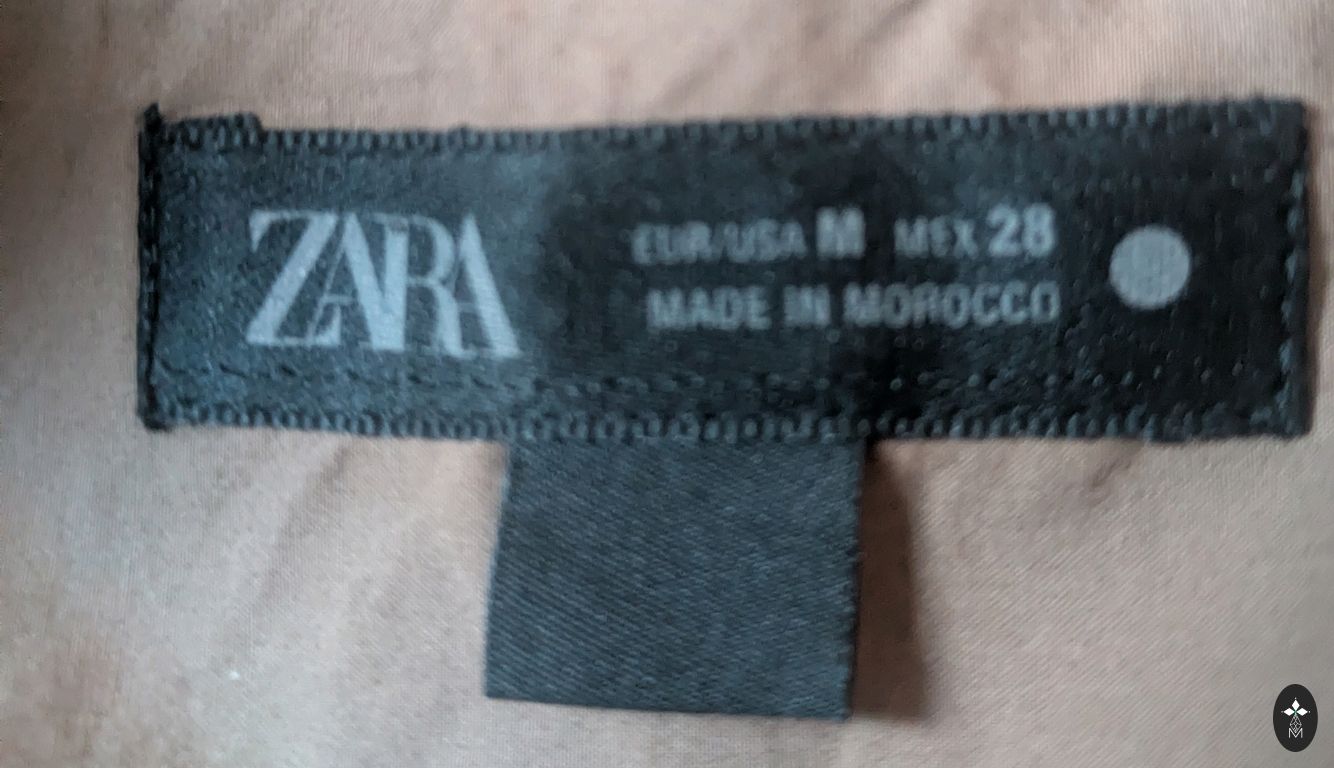 ZARA
EUR/USA M MEX 28
MADE IN MOROCCO
M